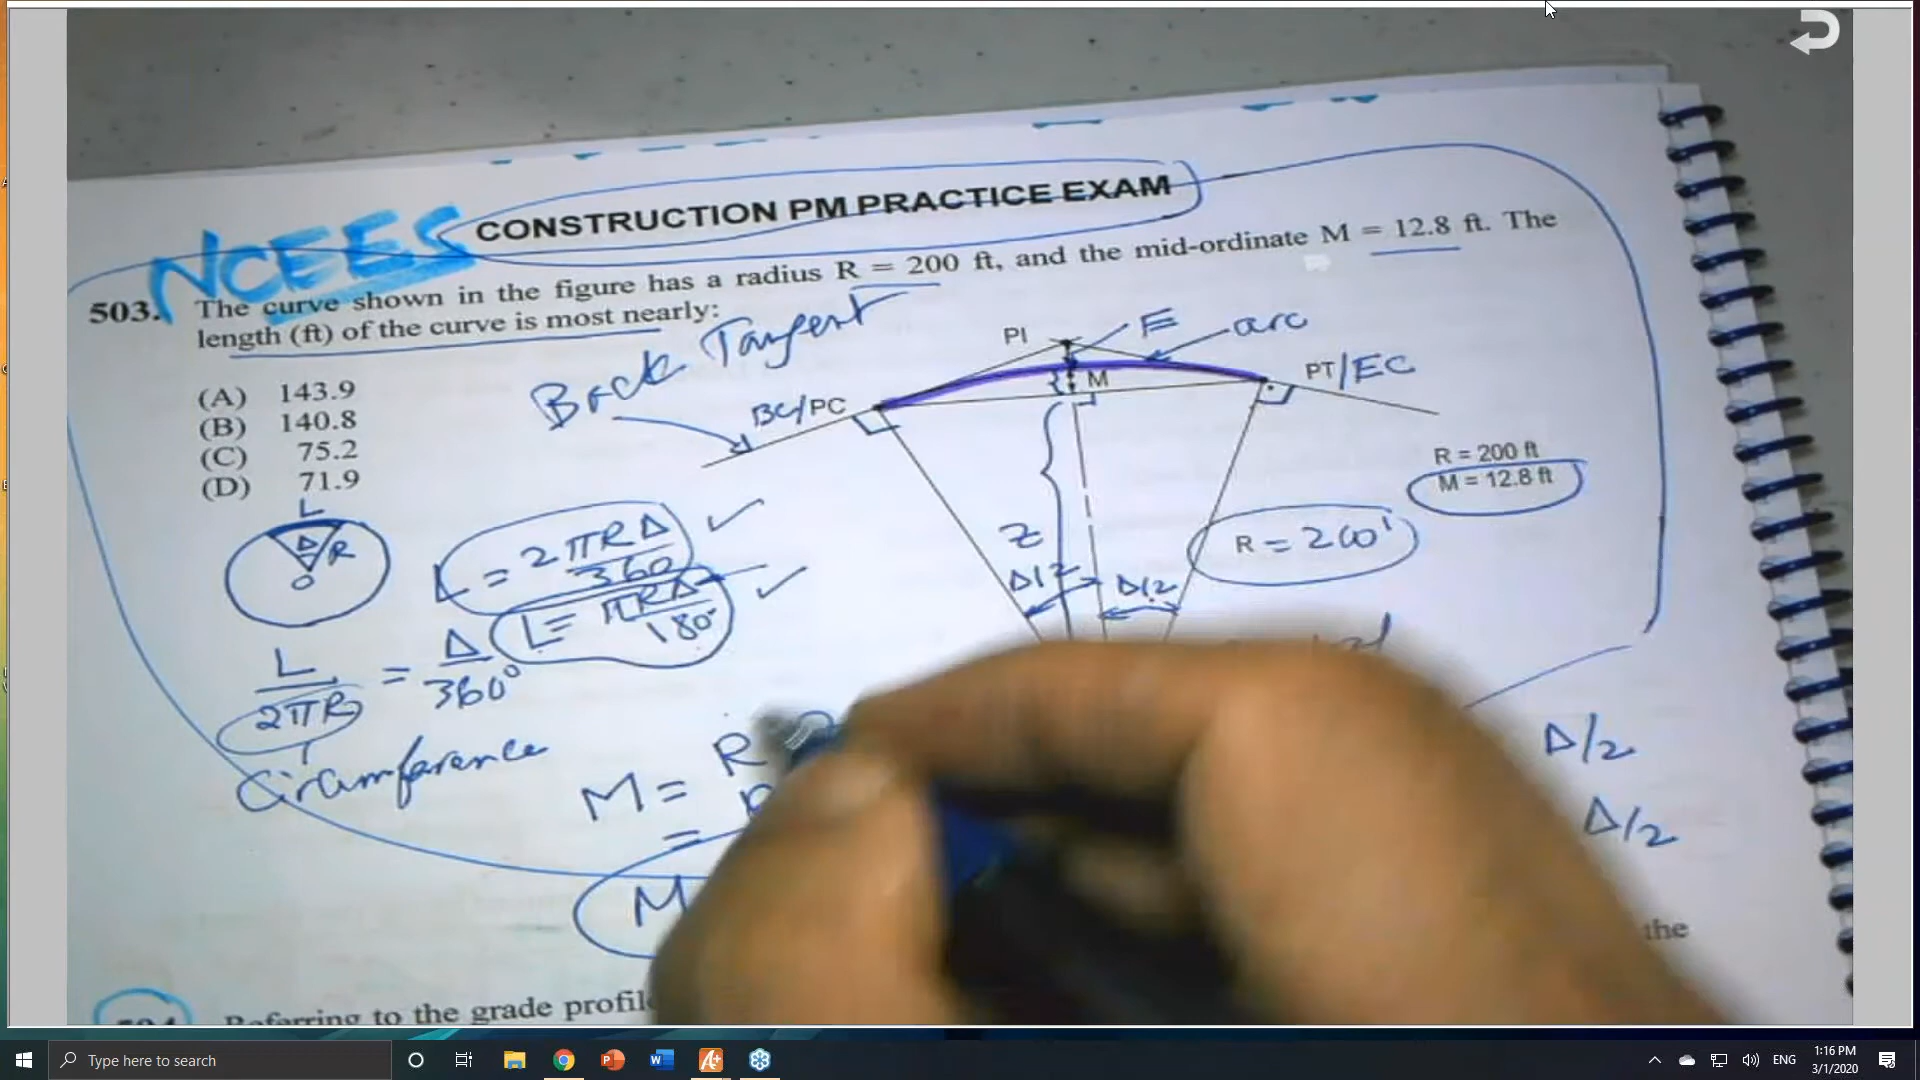 CONSTRUCTION PM PRACTICE EXAM
NCEES
503. The curve shown in the figure has a radius R = 200 ft, and the mid-ordinate M = 12.8 ft. The
length (ft) of the curve is most nearly:
(A) 143.9
(B) 140.8
(C) 75.2
(D) 71.9
Back Tangent
PI
E
arc
BC/PC
M
PT/EC
R = 200 ft
M = 12.8 ft
Z
R = 200'
Δ/2
Δ/2
L
Δ
R
O
L = 2πRΔ
360
L = πRΔ
180°
L
2πR
= Δ
360°
Circumference
M = R
=
M
Δ/2
Δ/2
the
Referring to the grade profile
Type here to search
ENG
1:16 PM
3/1/2020